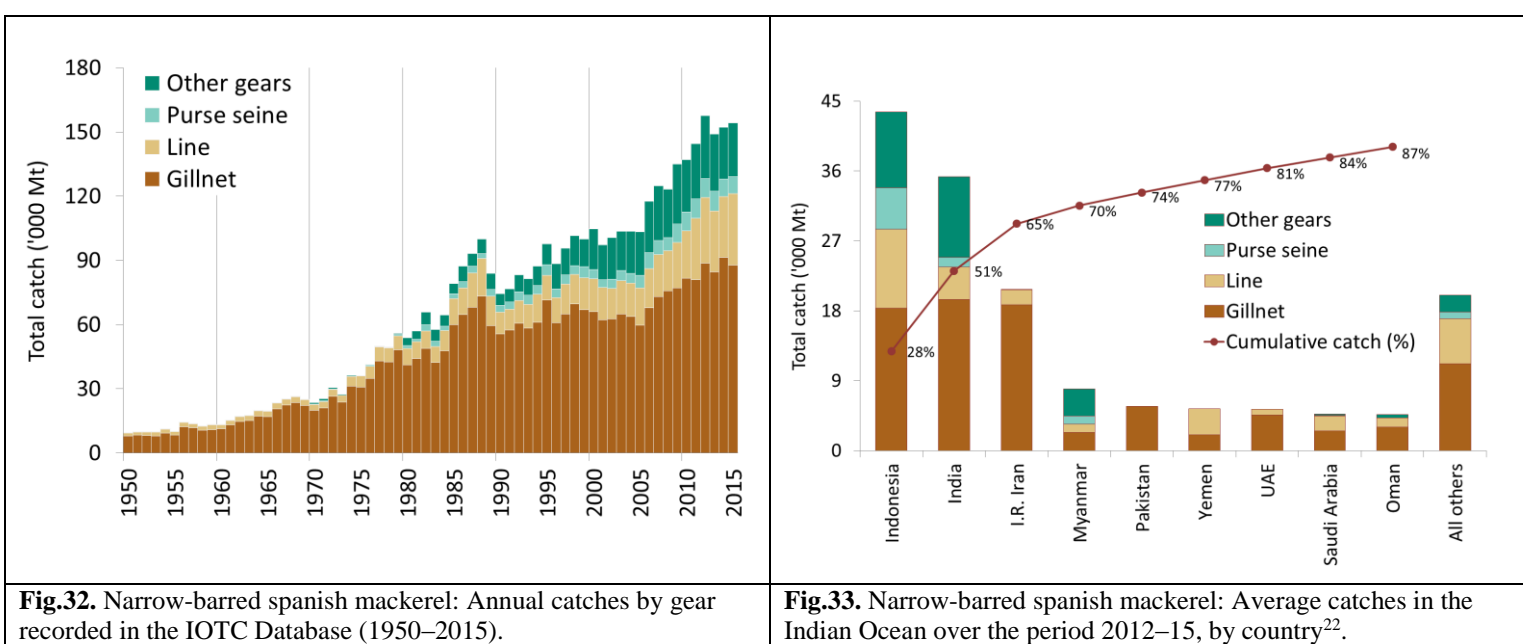 180
150
120
90
60
30
0
Total catch ('000 Mt)
Other gears
Purse seine
Line
Gillnet
1950
1955
1960
1965
1970
1975
1980
1985
1990
1995
2000
2005
2010
2015
Fig.32. Narrow-barred spanish mackerel: Annual catches by gear
recorded in the IOTC Database (1950–2015).
45
36
27
18
9
0
Total catch ('000 Mt)
28%
51%
65%
70%
74%
77%
81%
84%
87%
Other gears
Purse seine
Line
Gillnet
Cumulative catch (%)
Indonesia
India
I.R. Iran
Myanmar
Pakistan
Yemen
UAE
Saudi Arabia
Oman
All others
Fig.33. Narrow-barred spanish mackerel: Average catches in the
Indian Ocean over the period 2012–15, by country22.